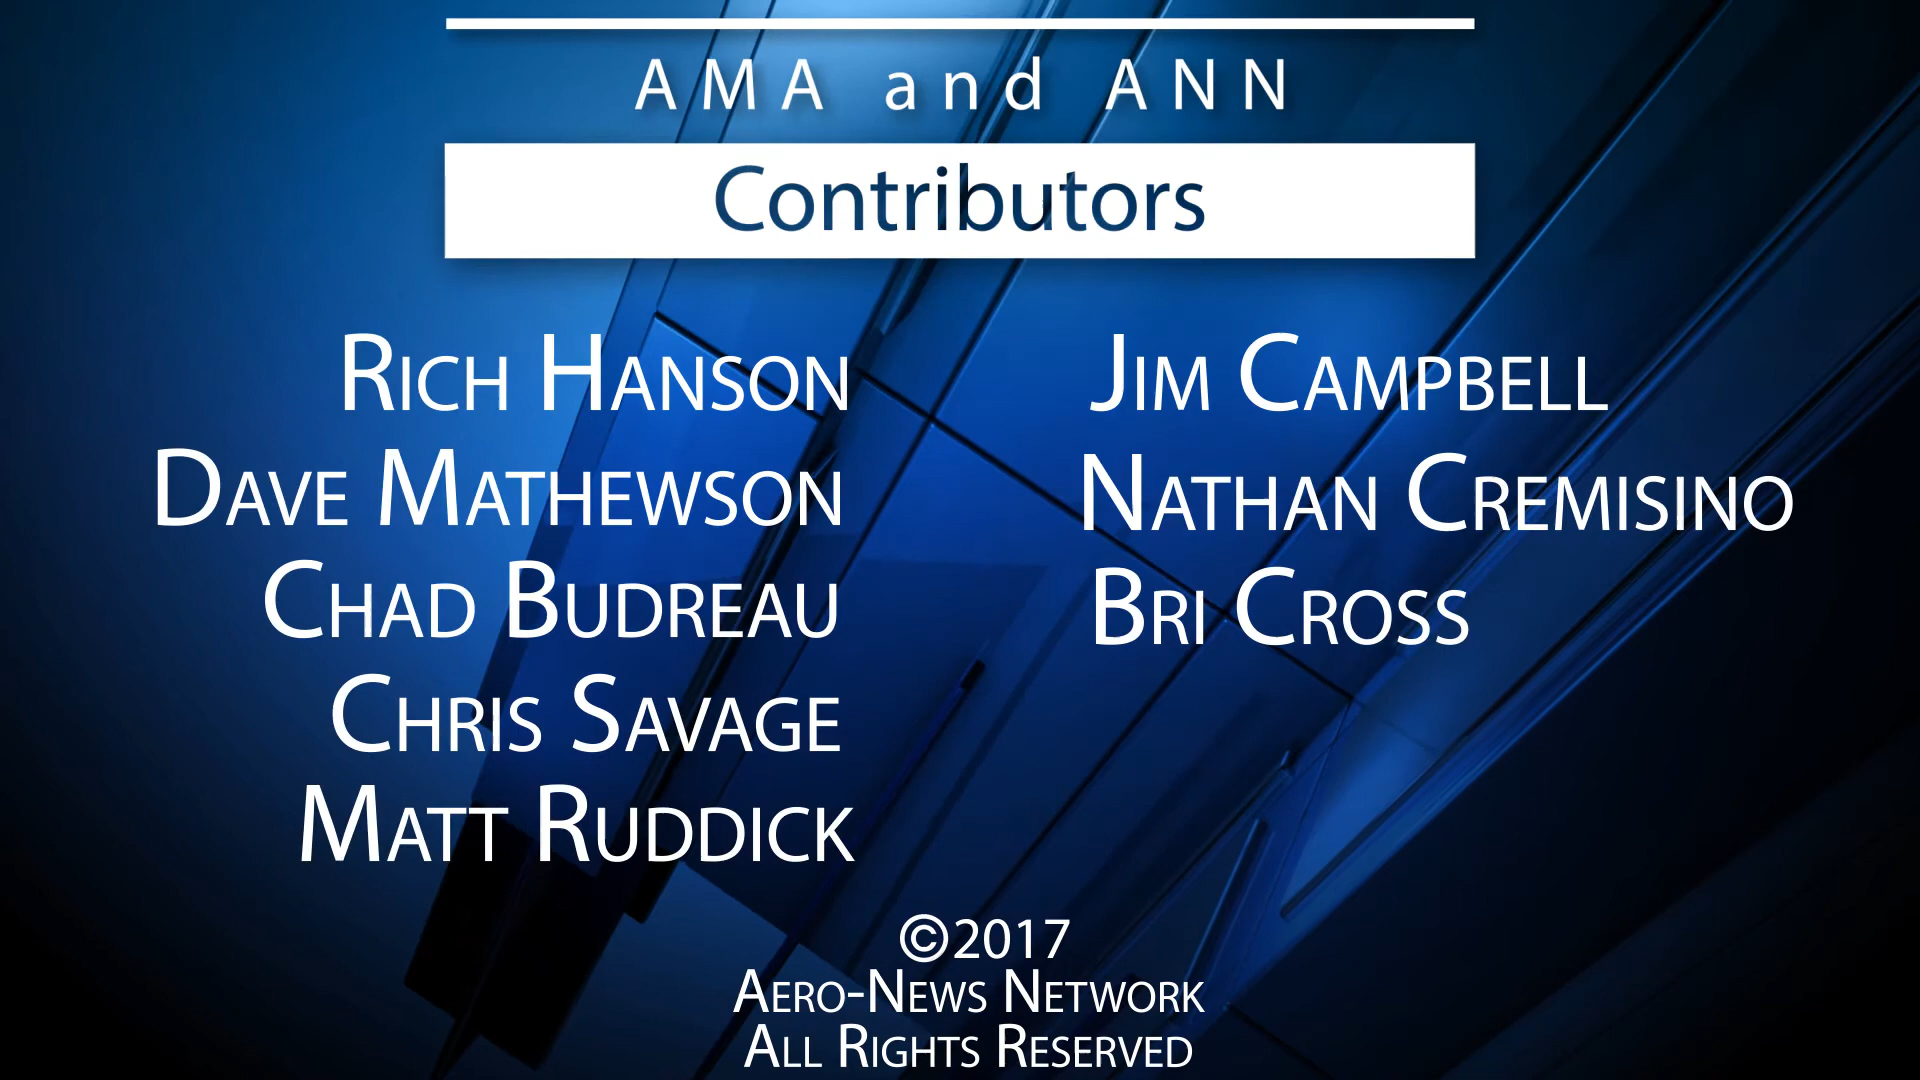 AMA and ANN
Contributors
Rich Hanson
Dave Mathewson
Chad Budreau
Chris Savage
Matt Ruddick
Jim Campbell
Nathan Cremisino
Bri Cross
©2017
Aero-News Network
All Rights Reserved